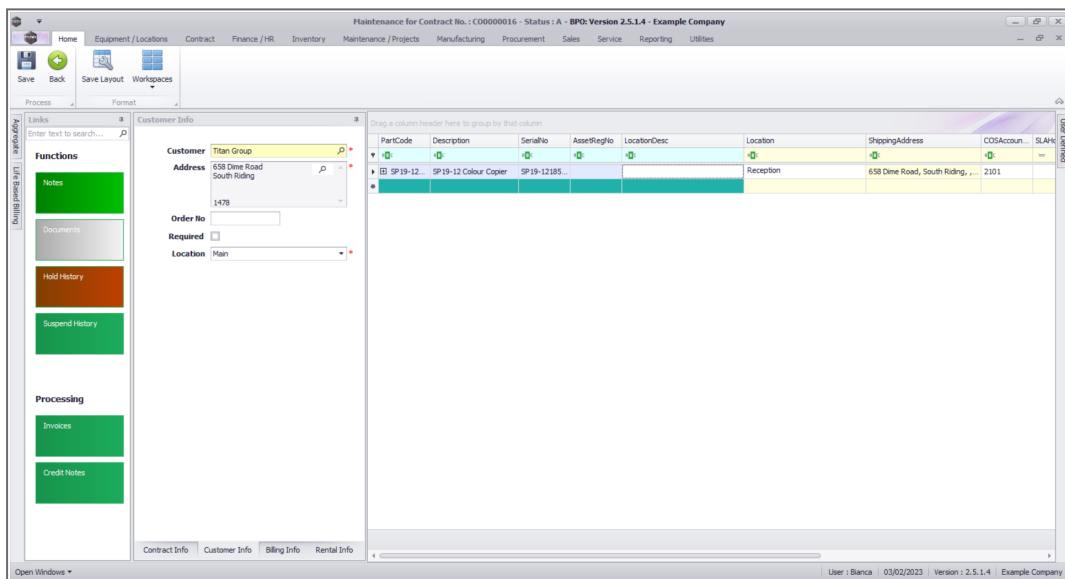 Maintenance for Contract No. : CO0000016 - Status : A - BPO: Version 2.5.1.4 - Example Company
Home Equipment / Locations Contract Finance / HR Inventory Maintenance / Projects Manufacturing Procurement Sales Service Reporting Utilities
Save Back Save Layout Workspaces
Process Format
Aggregate
Life Based Billing
Links
Enter text to search...
Functions
Notes
Documents
Hold History
Suspend History
Processing
Invoices
Credit Notes
Customer Info
Customer Titan Group *
Address 658 Dime Road *
South Riding
1478
Order No
Required
Location Main *
Contract Info Customer Info Billing Info Rental Info
Drag a column header here to group by that column
PartCode Description SerialNo AssetRegNo LocationDesc Location ShippingAddress COSAccoun... SLAHo
SP19-12... SP19-12 Colour Copier SP19-12185... Reception 658 Dime Road, South Riding, ,... 2101
User Defined
Open Windows User : Bianca 03/02/2023 Version : 2.5.1.4 Example Company